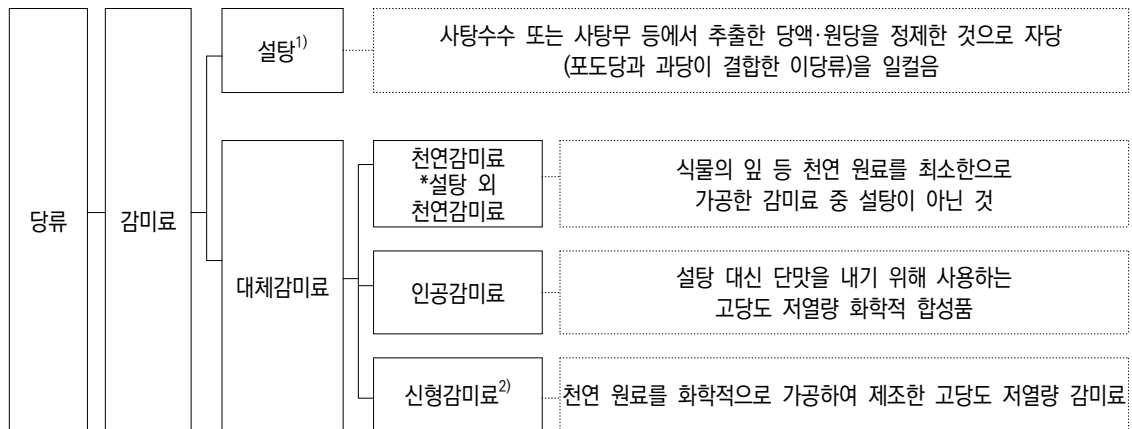 당류
감미료
설탕1)
사탕수수 또는 사탕무 등에서 추출한 당액·원당을 정제한 것으로 자당
(포도당과 과당이 결합한 이당류)을 일컬음
대체감미료
천연감미료
*설탕 외
천연감미료
식물의 잎 등 천연 원료를 최소한으로
가공한 감미료 중 설탕이 아닌 것
인공감미료
설탕 대신 단맛을 내기 위해 사용하는
고당도 저열량 화학적 합성품
신형감미료2)
천연 원료를 화학적으로 가공하여 제조한 고당도 저열량 감미료